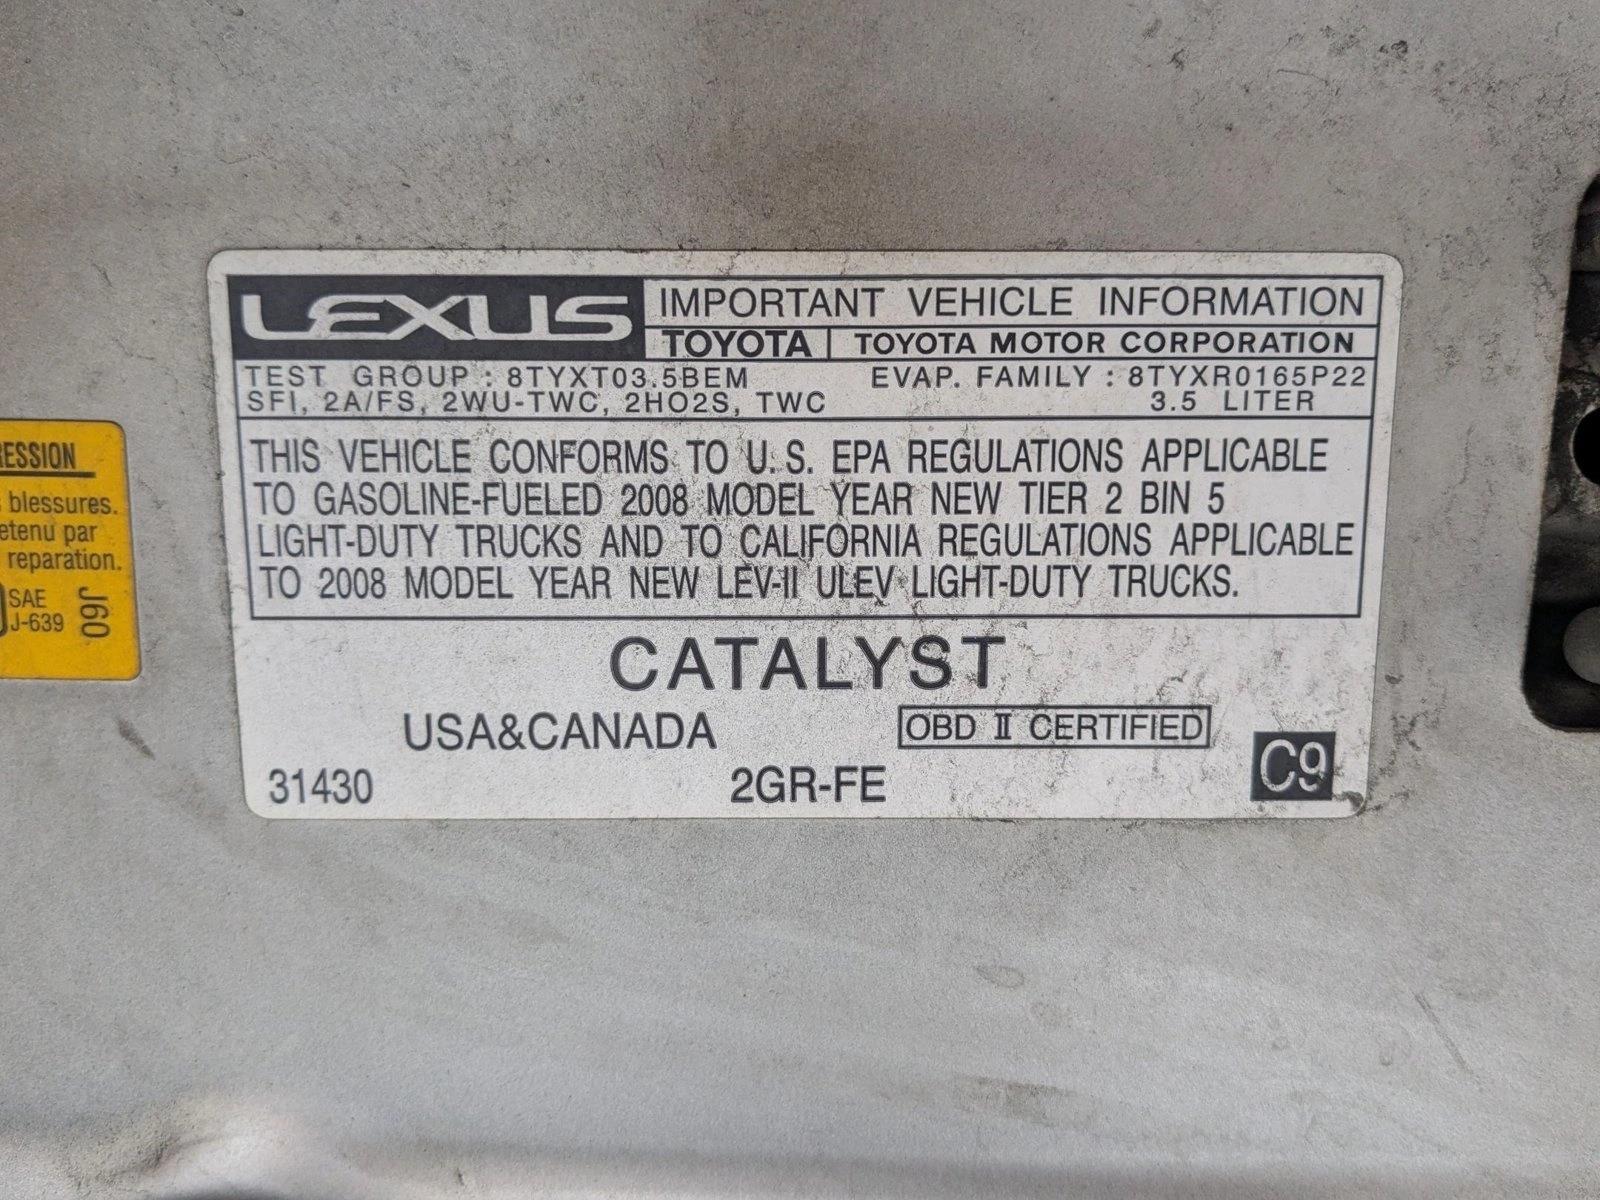 LEXUS IMPORTANT VEHICLE INFORMATION
TOYOTA TOYOTA MOTOR CORPORATION
TEST GROUP : 8TYXT03.5BEM EVAP. FAMILY : 8TYXR0165P22
SFI, 2A/FS, 2WU-TWC, 2HO2S, TWC 3.5 LITER
THIS VEHICLE CONFORMS TO U.S. EPA REGULATIONS APPLICABLE
TO GASOLINE-FUELED 2008 MODEL YEAR NEW TIER 2 BIN 5
LIGHT-DUTY TRUCKS AND TO CALIFORNIA REGULATIONS APPLICABLE
TO 2008 MODEL YEAR NEW LEV-II ULEV LIGHT-DUTY TRUCKS.
CATALYST
USA&CANADA OBD II CERTIFIED
31430 2GR-FE C9
ESSION
blessures.
etenu par
reparation.
SAE
J-639
J60